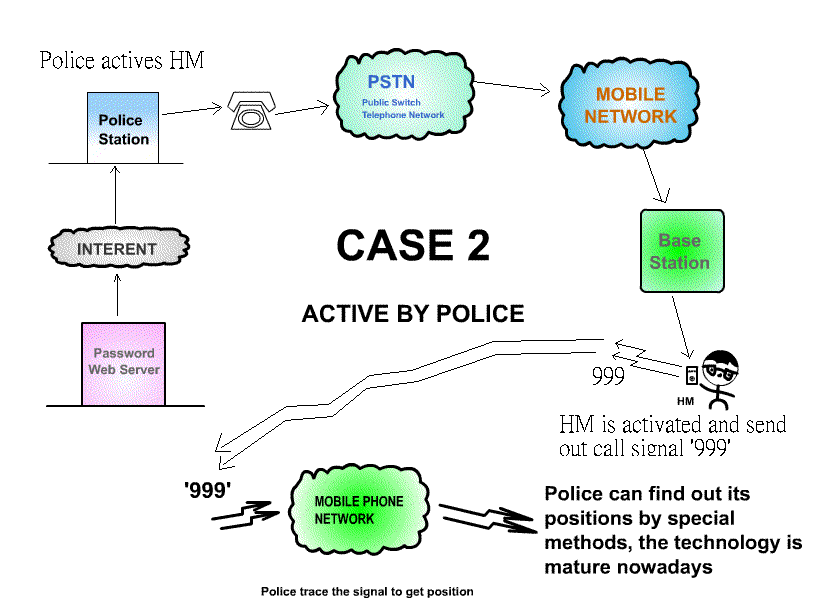 Police actives HM
Police
Station
PSTN
Public Switch
Telephone Network
MOBILE
NETWORK
INTERENT
CASE 2
Base
Station
ACTIVE BY POLICE
Password
Web Server
999
HM
HM is activated and send
out call signal '999'
'999'
MOBILE PHONE
NETWORK
Police can find out its
positions by special
methods, the technology is
mature nowadays
Police trace the signal to get position